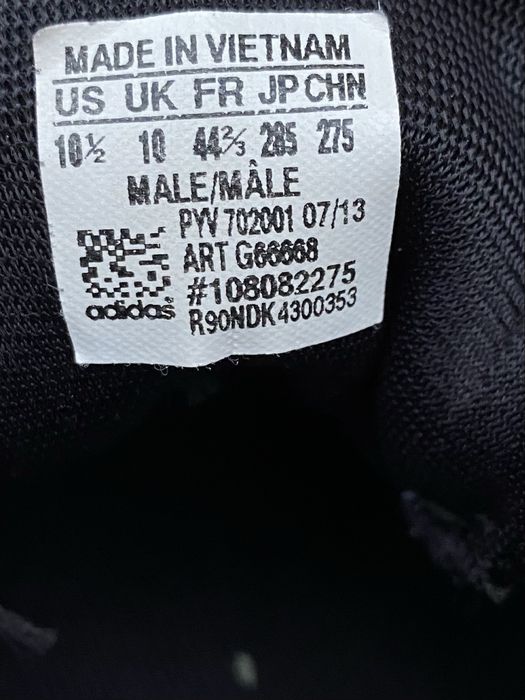 MADE IN VIETNAM
US UK FR JP CHN
10½ 10 44⅔ 285 275
MALE/MÂLE
PYV 702001 07/13
ART G66668
#108082275
adidas R90NDK4300353